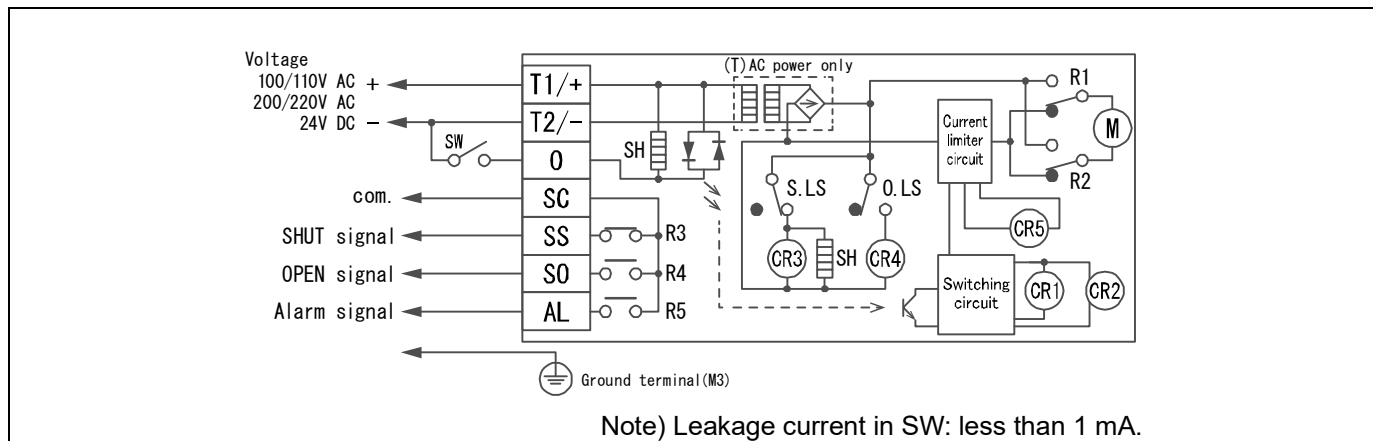 Voltage
100/110V AC +
200/220V AC
24V DC −
SW
com.
SHUT signal
OPEN signal
Alarm signal
T1/+
T2/-
O
SC
SS
SO
AL
R3
R4
R5
SH
(T)AC power only
S.LS
O.LS
CR3
SH
CR4
Current
limiter
circuit
CR5
R1
M
R2
Switching
circuit
CR1
CR2
Ground terminal(M3)
Note) Leakage current in SW: less than 1 mA.